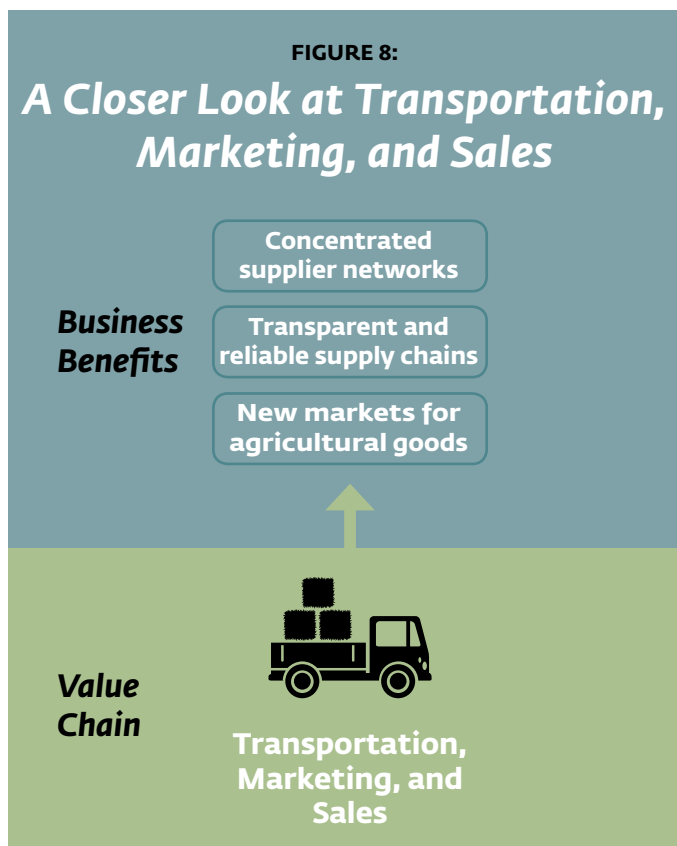 FIGURE 8:
A Closer Look at Transportation,
Marketing, and Sales
Business
Benefits
Concentrated
supplier networks
Transparent and
reliable supply chains
New markets for
agricultural goods
Value
Chain
Transportation,
Marketing, and
Sales